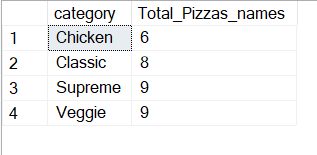 category Total_Pizzas_names
1 Chicken 6
2 Classic 8
3 Supreme 9
4 Veggie 9